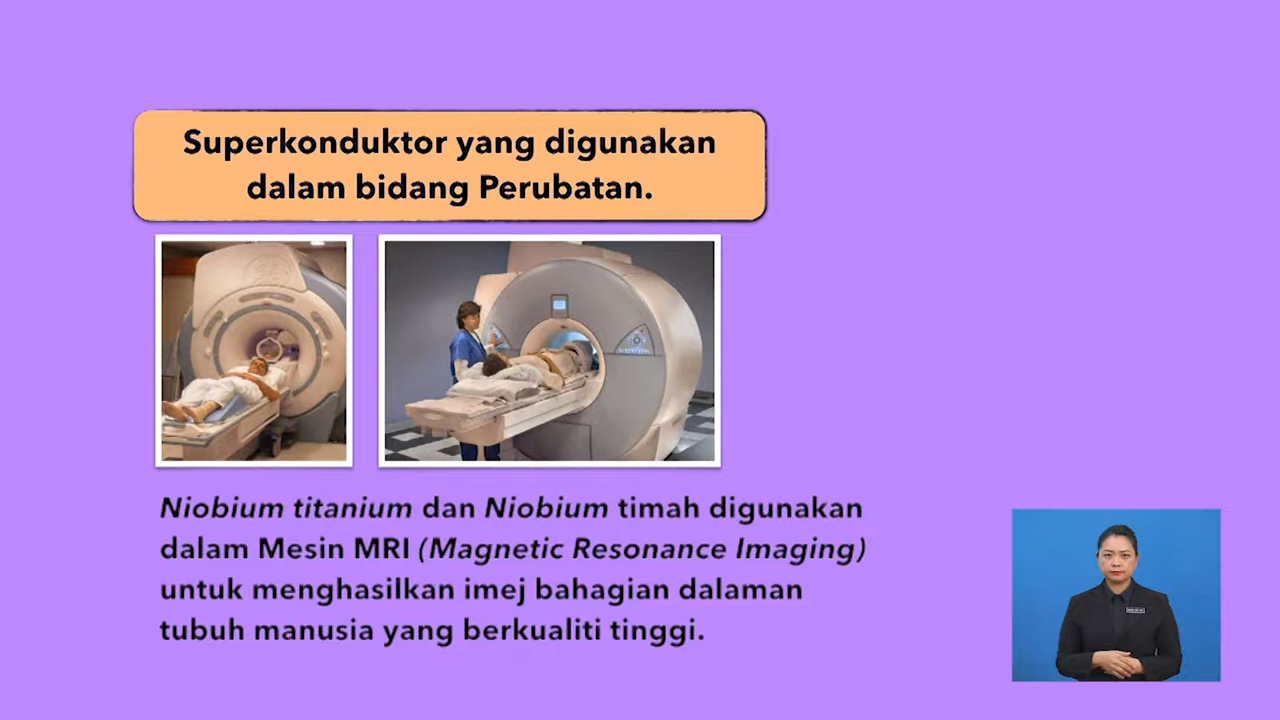 Superkonduktor yang digunakan
dalam bidang Perubatan.
Niobium titanium dan Niobium timah digunakan
dalam Mesin MRI (Magnetic Resonance Imaging)
untuk menghasilkan imej bahagian dalaman
tubuh manusia yang berkualiti tinggi.